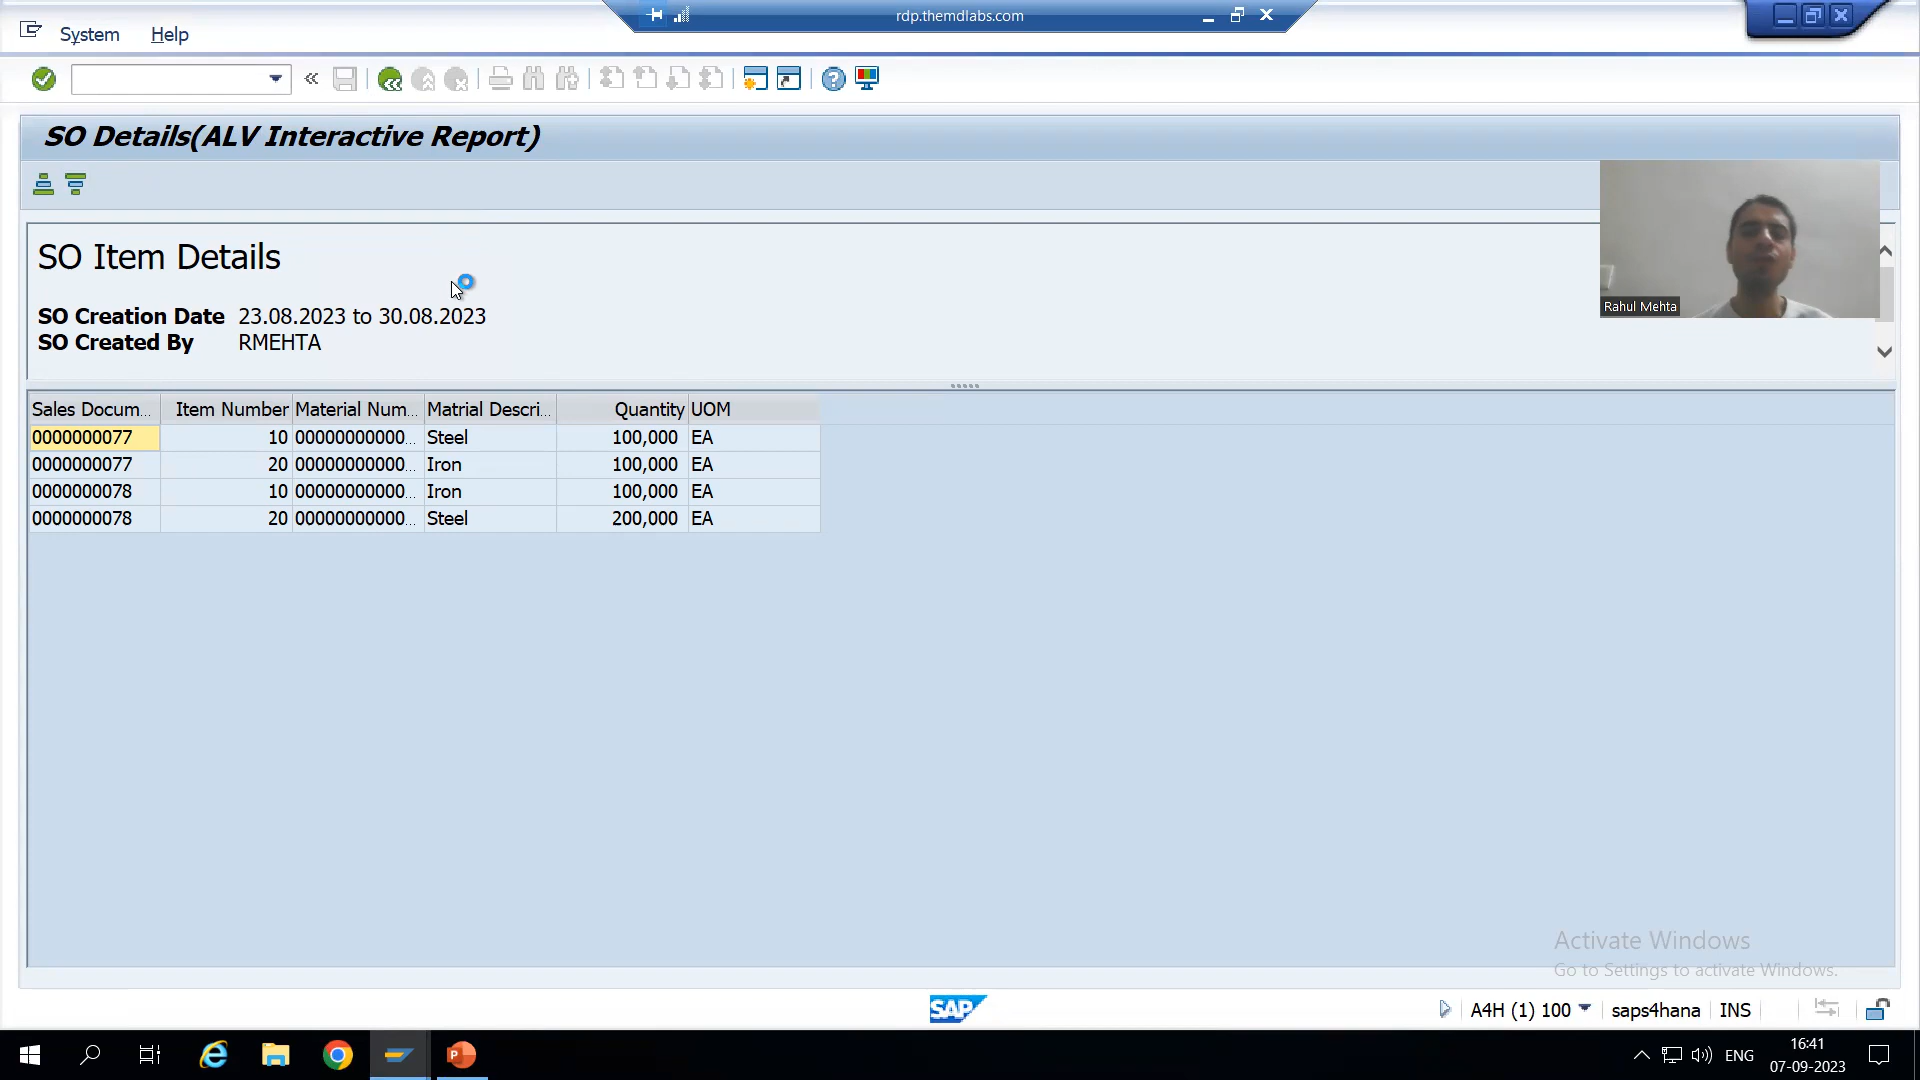 rdp.themdlabs.com
System Help
SO Details(ALV Interactive Report)
SO Item Details
SO Creation Date 23.08.2023 to 30.08.2023
SO Created By RMEHTA
Rahul Mehta
Sales Docum... Item Number Material Num... Matrial Descri... Quantity UOM
0000000077 10 00000000000... Steel 100,000 EA
0000000077 20 00000000000... Iron 100,000 EA
0000000078 10 00000000000... Iron 100,000 EA
0000000078 20 00000000000... Steel 200,000 EA
Activate Windows
Go to Settings to activate Windows.
SAP
A4H (1) 100 saps4hana INS
ENG
16:41
07-09-2023